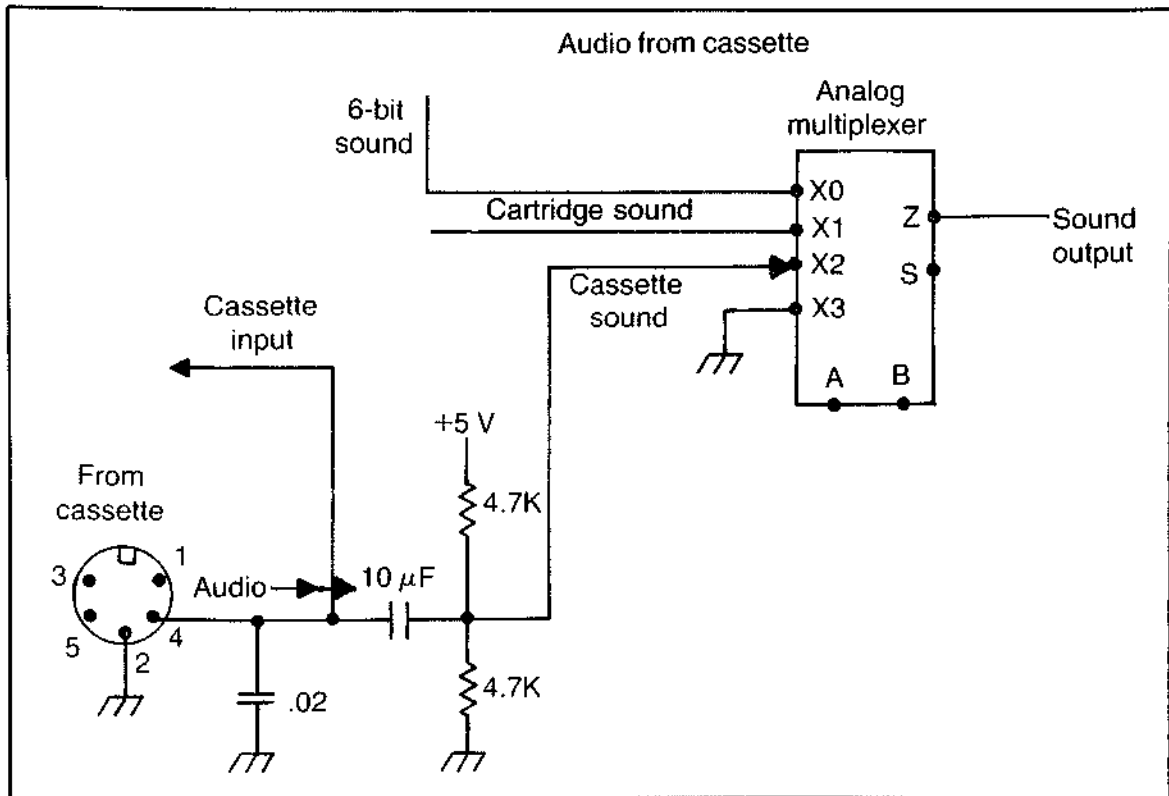 Audio from cassette
6-bit
sound
Analog
multiplexer
X0
Cartridge sound
X1
X2
X3
Z
S
A
B
Sound
output
Cassette
sound
Cassette
input
+5 V
4.7K
From
cassette
1
3
5
2
4
Audio
10 μF
.02
4.7K